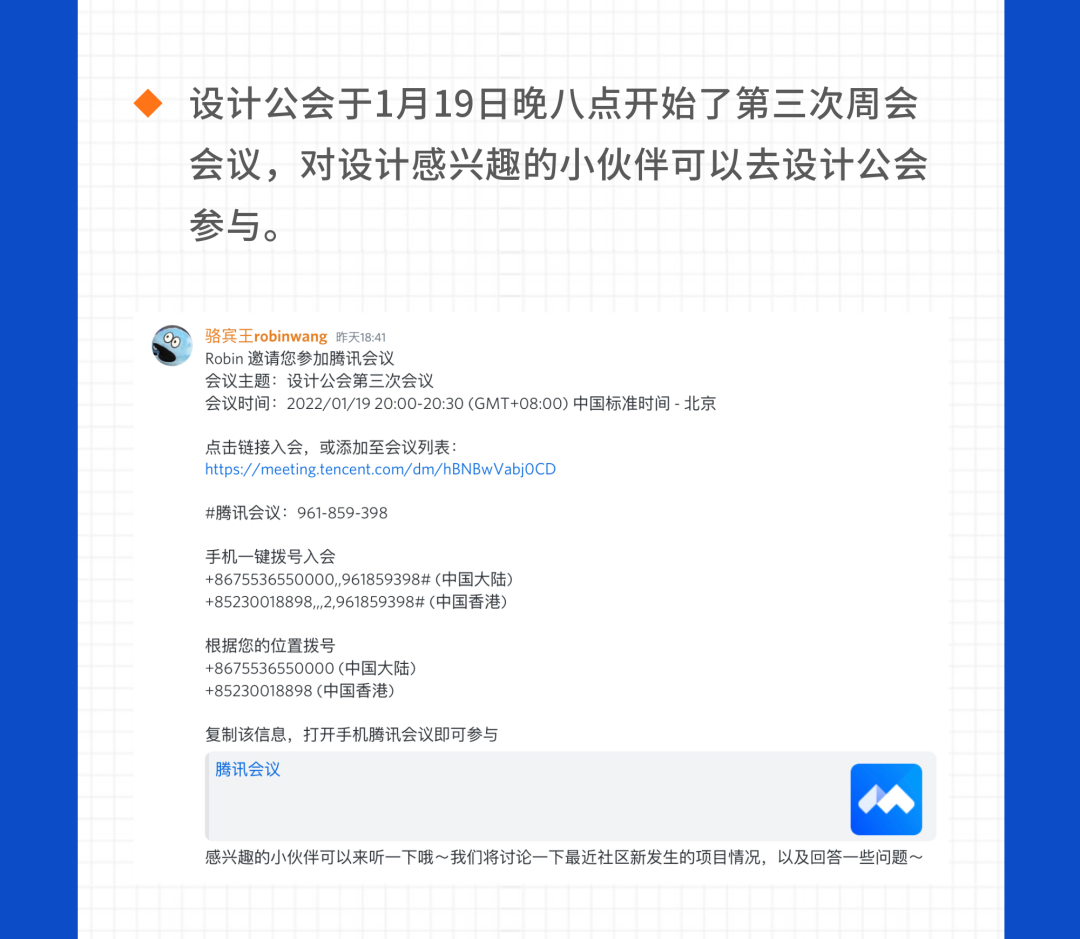 设计公会于1月19日晚八点开始了第三次周会
会议，对设计感兴趣的小伙伴可以去设计公会
参与。
骆宾王robinwang 昨天18:41
Robin 邀请您参加腾讯会议
会议主题：设计公会第三次会议
会议时间：2022/01/19 20:00-20:30 (GMT+08:00) 中国标准时间 - 北京
点击链接入会，或添加至会议列表：
https://meeting.tencent.com/dm/hBNBwVabj0CD
#腾讯会议：961-859-398
手机一键拨号入会
+8675536550000,,961859398# (中国大陆)
+85230018898,,,2,961859398# (中国香港)
根据您的位置拨号
+8675536550000 (中国大陆)
+85230018898 (中国香港)
复制该信息，打开手机腾讯会议即可参与
腾讯会议
感兴趣的小伙伴可以来听一下哦～我们将讨论一下最近社区新发生的项目情况，以及回答一些问题～